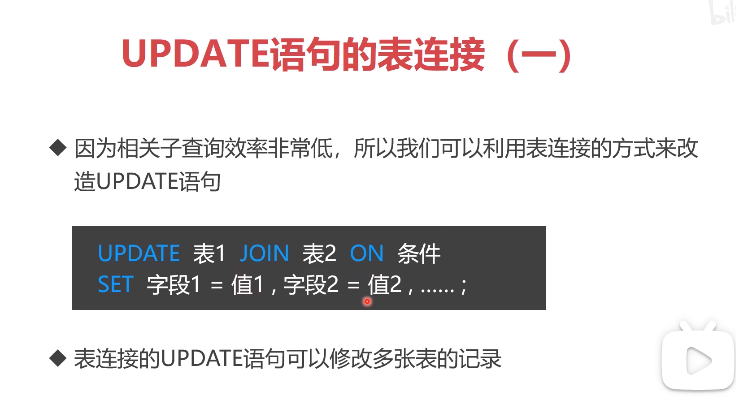 UPDATE语句的表连接（一）
◆ 因为相关子查询效率非常低，所以我们可以利用表连接的方式来改
造UPDATE语句
UPDATE 表1 JOIN 表2 ON 条件
SET 字段1 = 值1 , 字段2 = 值2 , …… ;
◆ 表连接的UPDATE语句可以修改多张表的记录